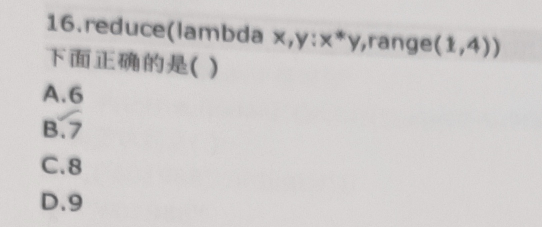 16.reduce(lambda x,y:x*y,range(1,4))
下面正确的是( )
A.6
B.7
C.8
D.9